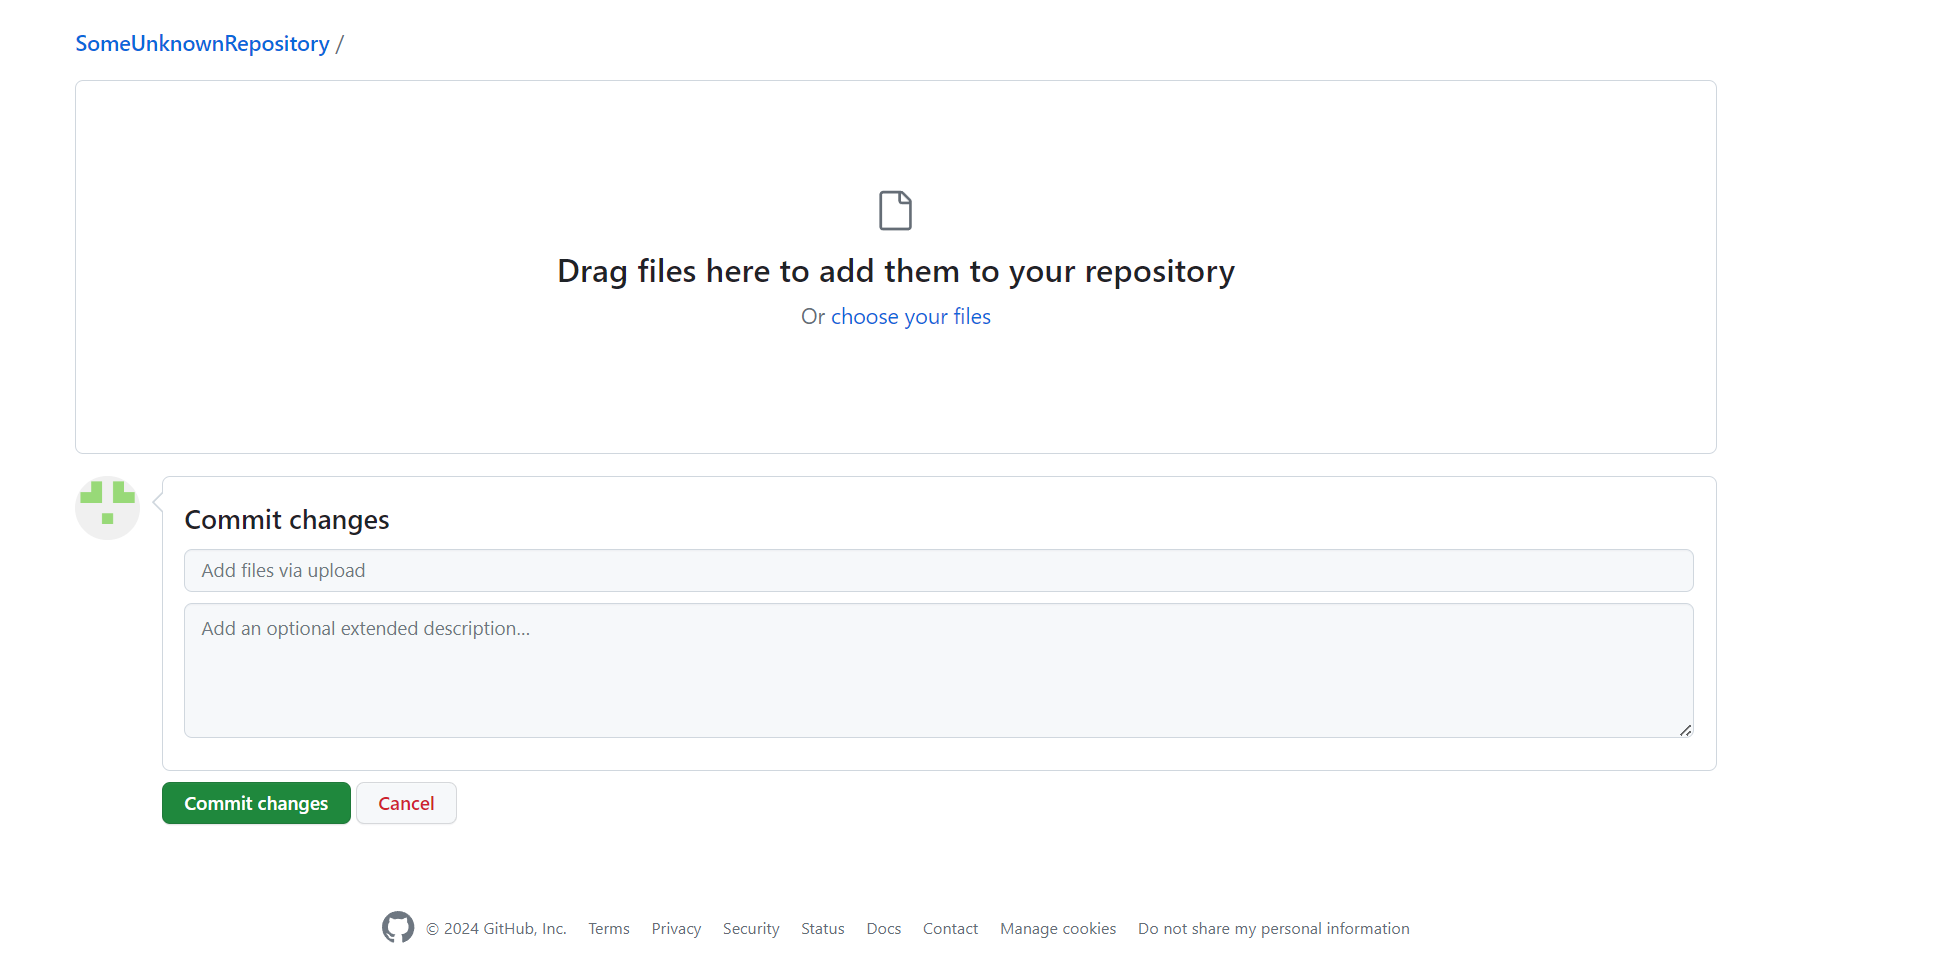 SomeUnknownRepository /
Drag files here to add them to your repository
Or choose your files
Commit changes
Add files via upload
Add an optional extended description...
Commit changes Cancel
© 2024 GitHub, Inc. Terms Privacy Security Status Docs Contact Manage cookies Do not share my personal information